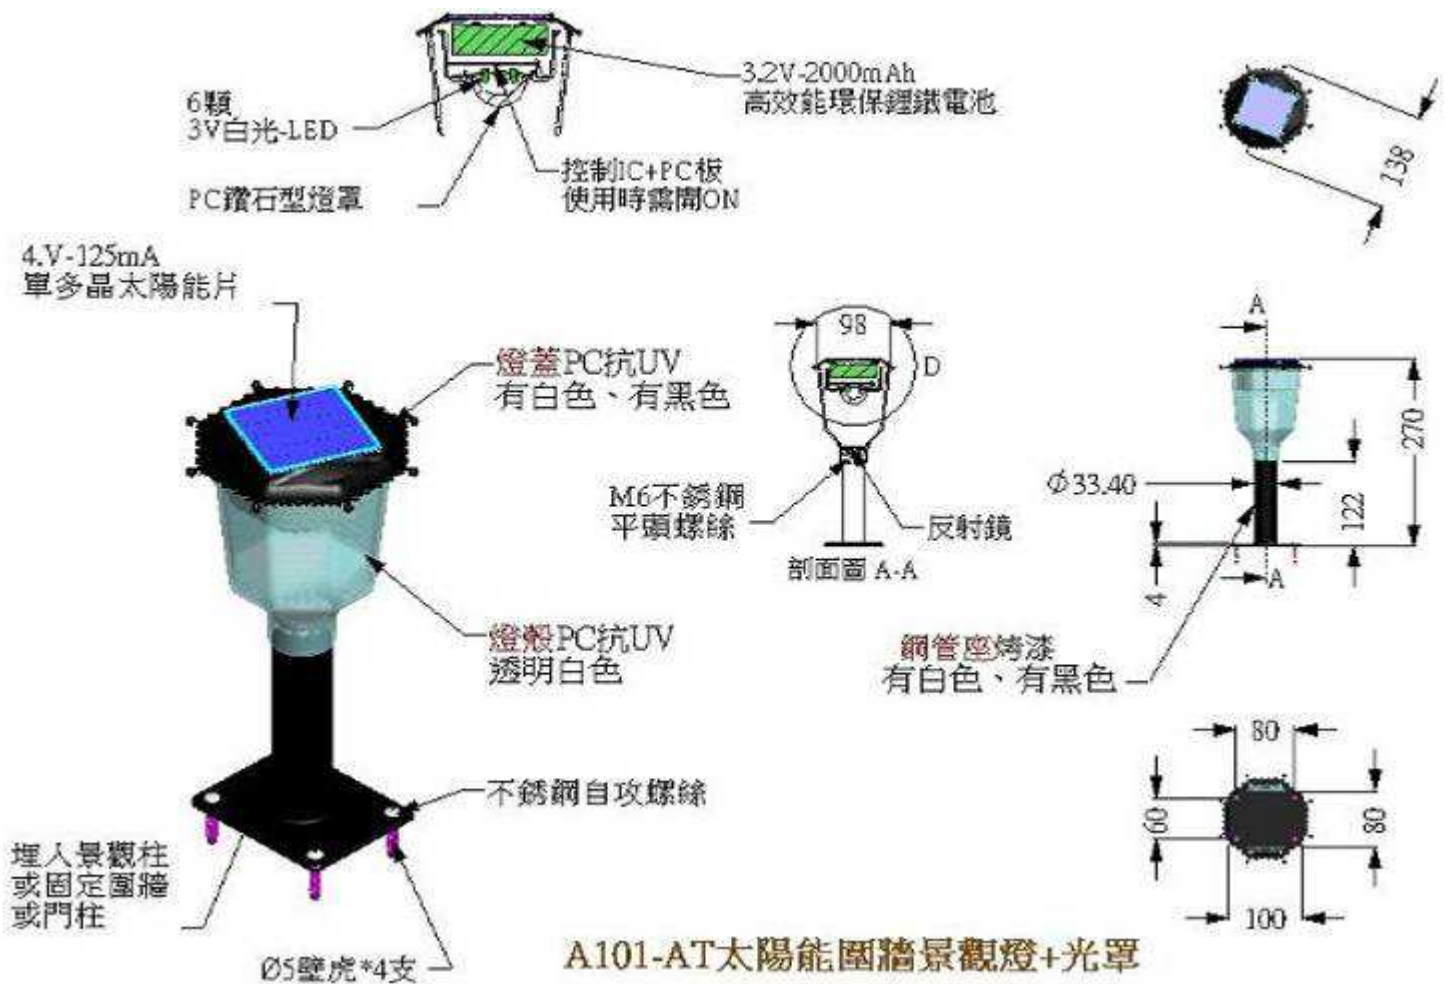 6顆
3V白光-LED
3.2V-2000mAh
高效能環保鋰鐵電池
控制IC+PC板
使用時需開ON
PC鑽石型燈罩
138
4.V-125mA
單多晶太陽能片
燈蓋PC抗UV
有白色、有黑色
98
D
A
270
Φ33.40
122
4
A
M6不銹鋼
平頭螺絲
反射鏡
剖面圖 A-A
燈殼PC抗UV
透明白色
鋼管座烤漆
有白色、有黑色
80
60
80
100
不銹鋼自攻螺絲
埋入景觀柱
或固定圍牆
或門柱
Ø5壁虎*4支
A101-AT太陽能圍牆景觀燈+光罩